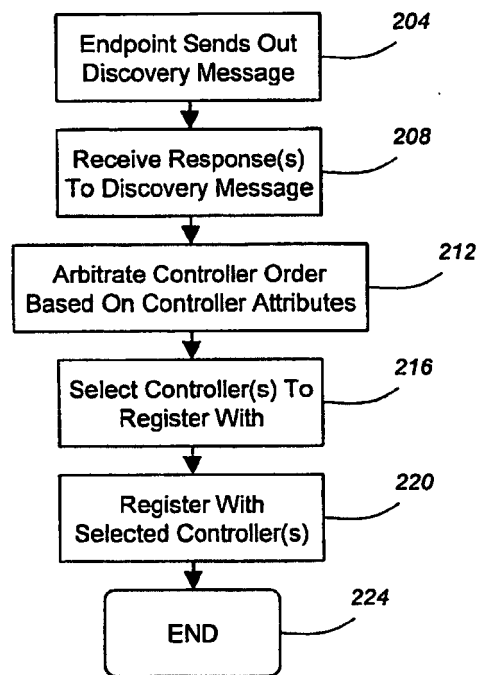 Endpoint Sends Out
Discovery Message
204
Receive Response(s)
To Discovery Message
208
Arbitrate Controller Order
Based On Controller Attributes
212
Select Controller(s) To
Register With
216
Register With
Selected Controller(s)
220
END
224